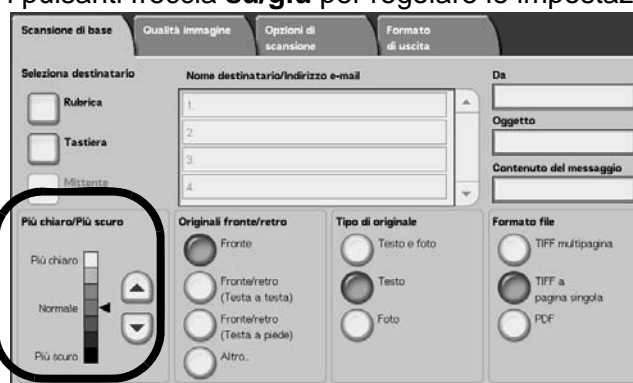 i pulsanti freccia Su/giù per regolare le impostaz
Scansione di base
Qualità immagine
Opzioni di
scansione
Formato
di uscita
Seleziona destinatario
Nome destinatario/Indirizzo e-mail
Da
Rubrica
1.
Oggetto
2.
Tastiera
3.
Contenuto del messaggio
Mittente
4.
Più chiaro/Più scuro
Originali fronte/retro
Tipo di originale
Formato file
Più chiaro
Fronte
Testo e foto
TIFF multipagina
Fronte/retro
(Testa a testa)
Testo
TIFF a
pagina singola
Normale
Fronte/retro
(Testa a piede)
Foto
PDF
Più scuro
Altro..